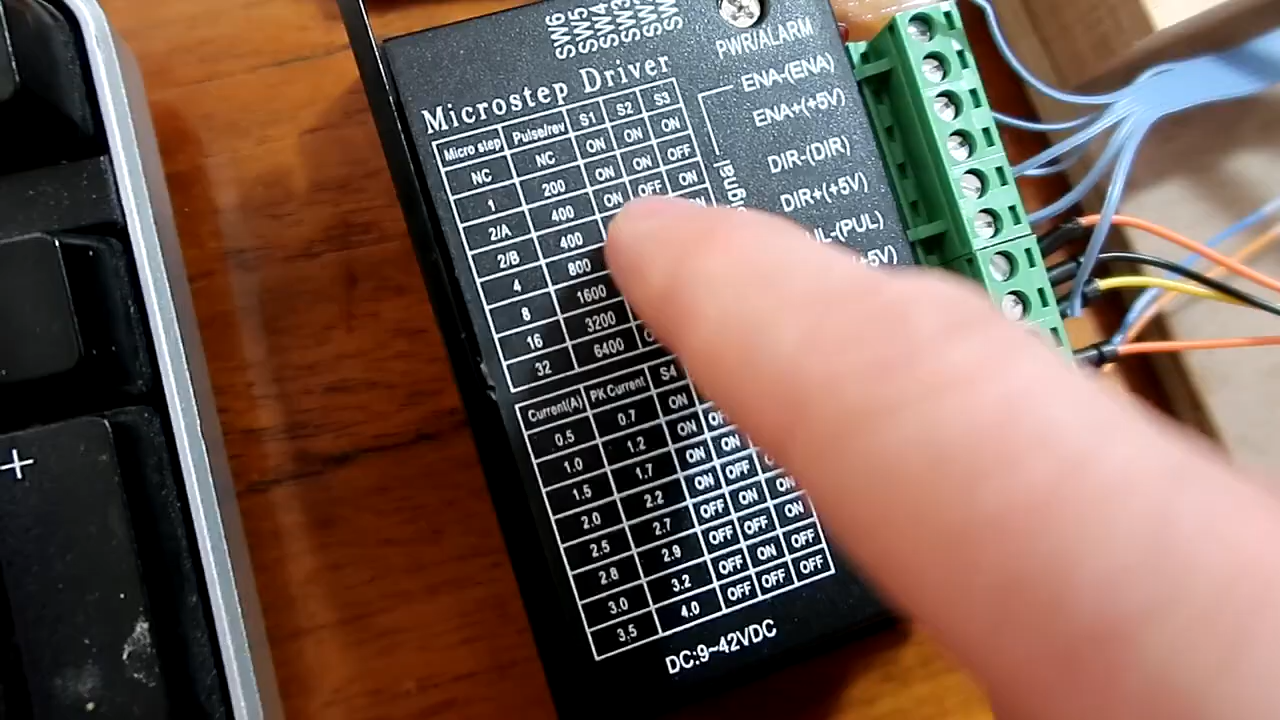 SW6
SW5
SW4
SW3
SW
PWR/ALARM
Microstep Driver
ENA-(ENA)
ENA+(+5V)
DIR-(DIR)
DIR+(+5V)
UL-(PUL)
(+5V)
Micro step Pulse/rev S1 S2 S3
NC NC ON ON ON
1 200 ON ON OFF
2/A 400 ON OFF ON
2/B 400
4 800
8 1600
16 3200
32 6400
Current(A) PK Current S4
0.5 0.7 ON
1.0 1.2 ON
1.5 1.7 ON ON
2.0 2.2 ON OFF
2.5 2.7 OFF ON ON
2.8 2.9 OFF OFF ON
3.0 3.2 OFF ON OFF
3.5 4.0 OFF OFF OFF
DC:9~42VDC
+